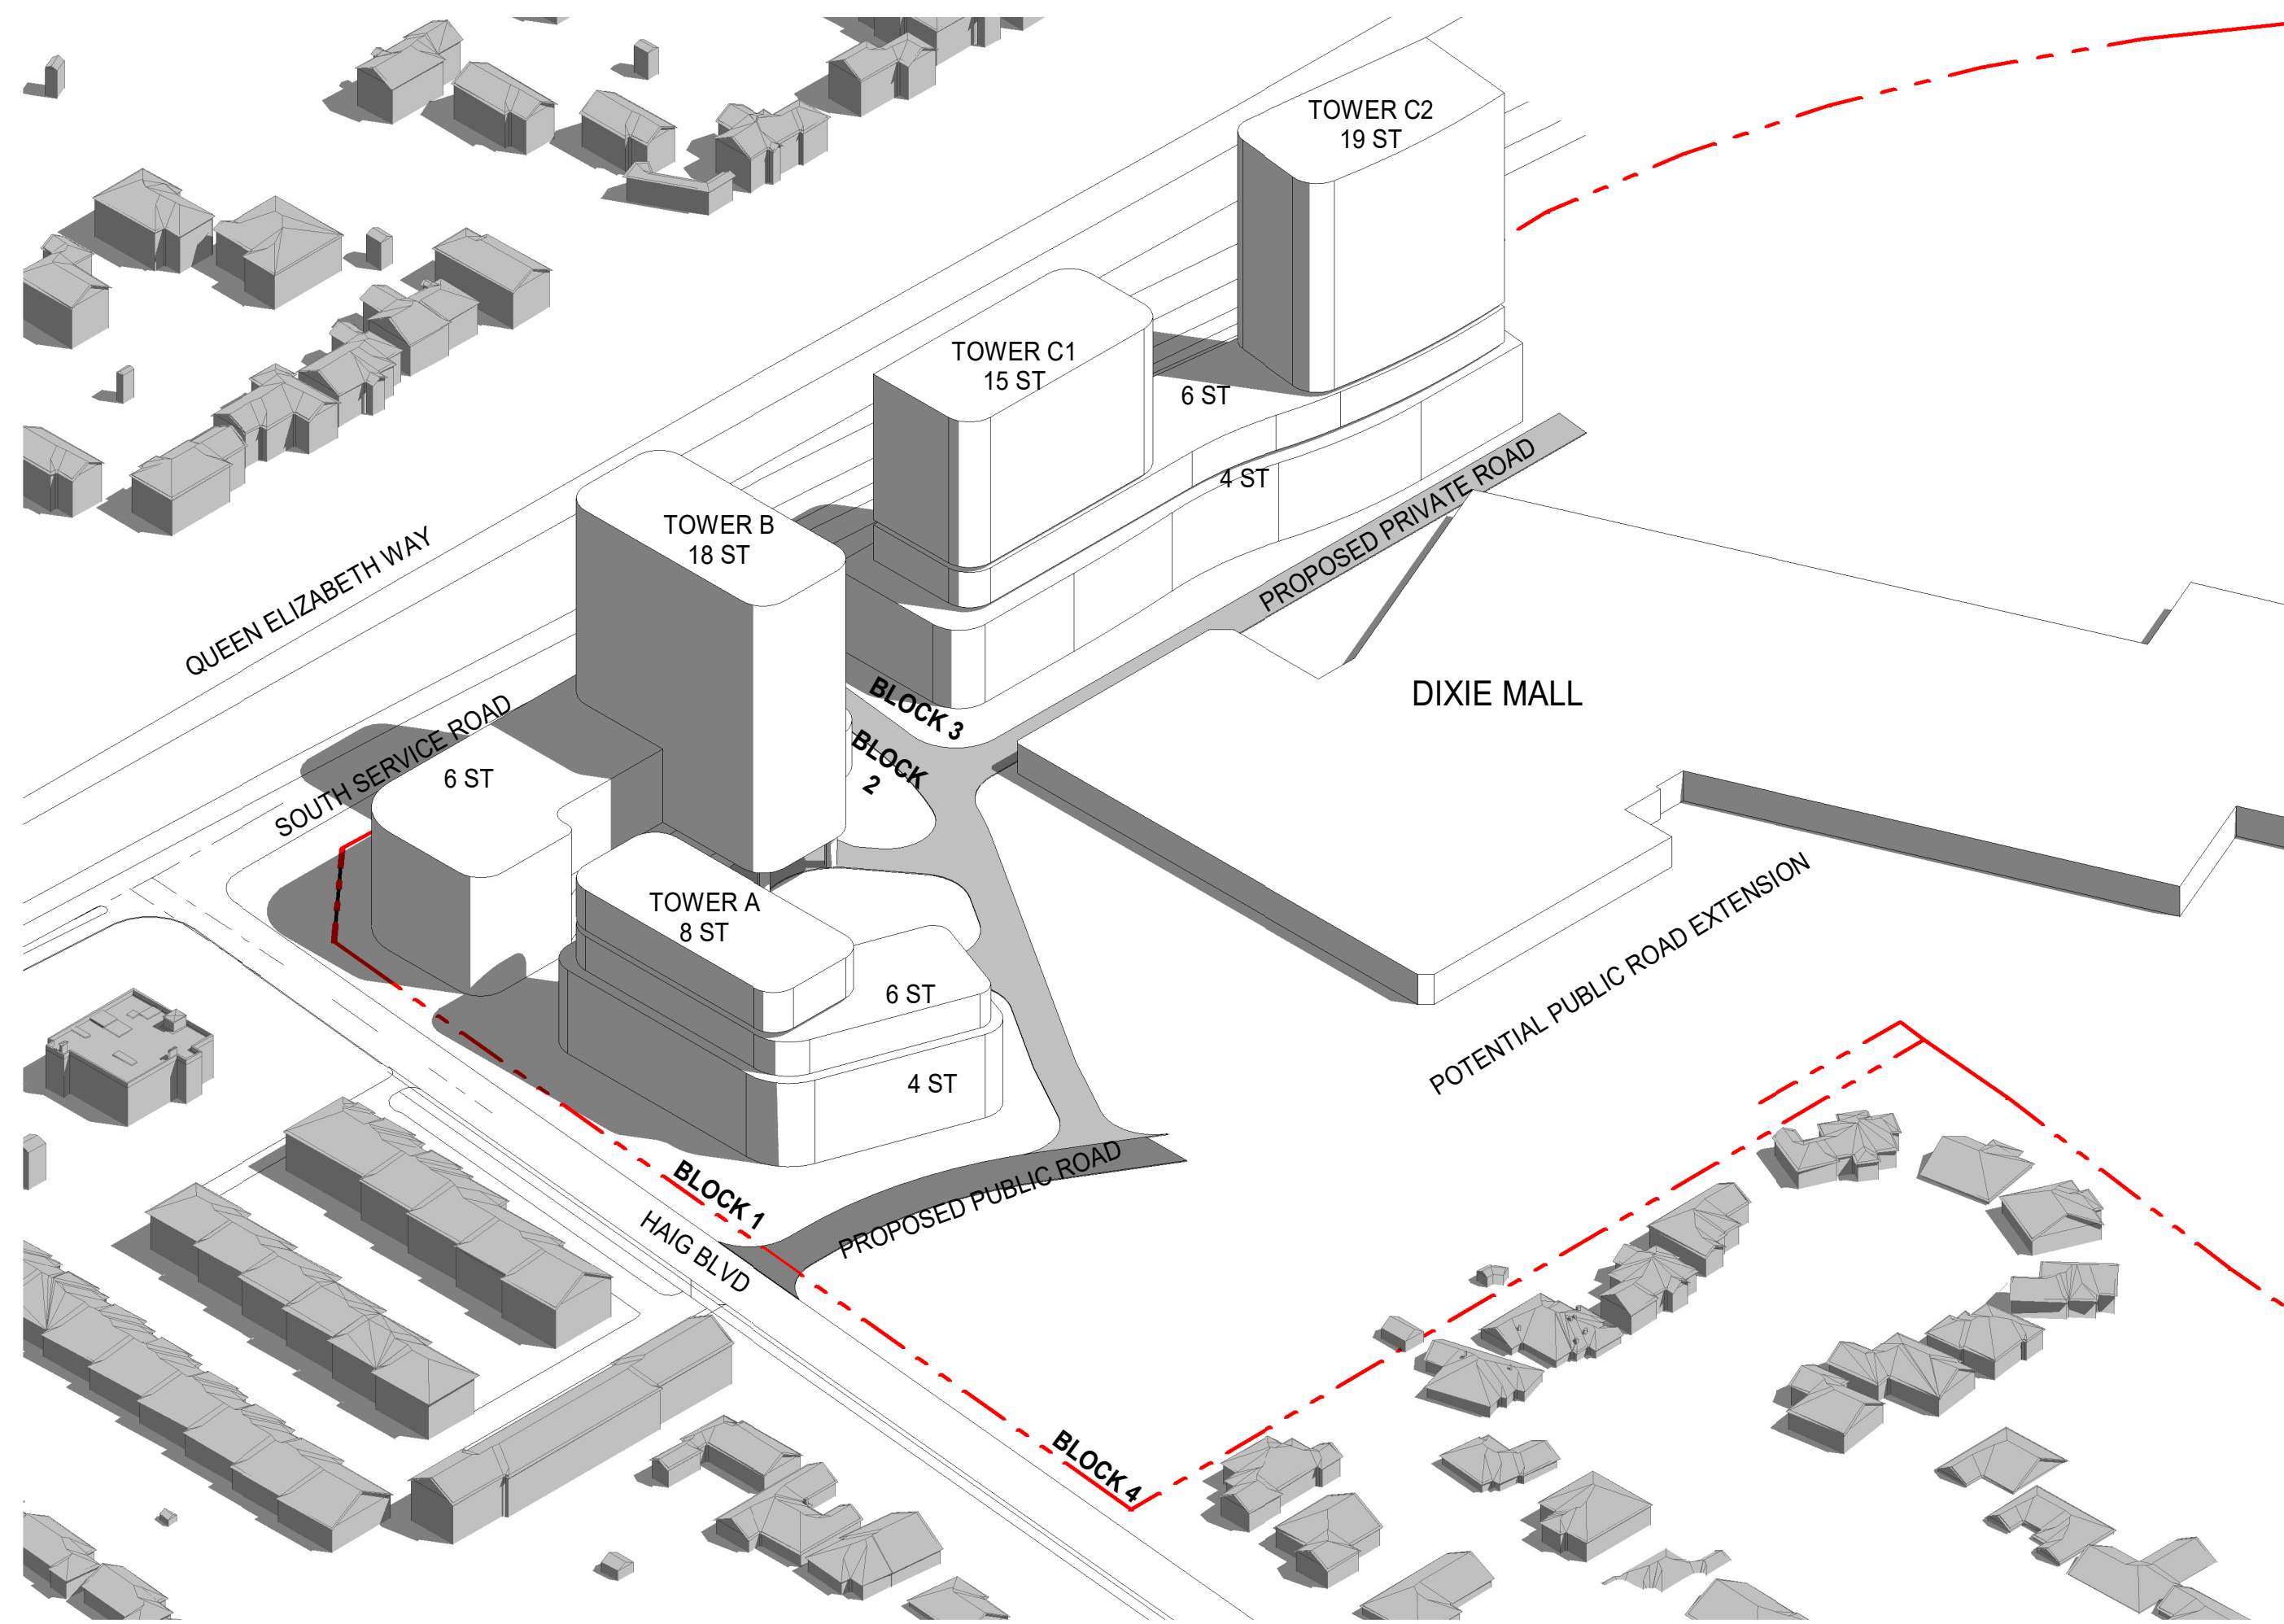 TOWER C2
19 ST
TOWER C1
15 ST
6 ST
4 ST
PROPOSED PRIVATE ROAD
TOWER B
18 ST
QUEEN ELIZABETH WAY
SOUTH SERVICE ROAD
6 ST
BLOCK 3
BLOCK
2
DIXIE MALL
TOWER A
8 ST
6 ST
4 ST
POTENTIAL PUBLIC ROAD EXTENSION
BLOCK 1
HAIG BLVD
PROPOSED PUBLIC ROAD
BLOCK 4